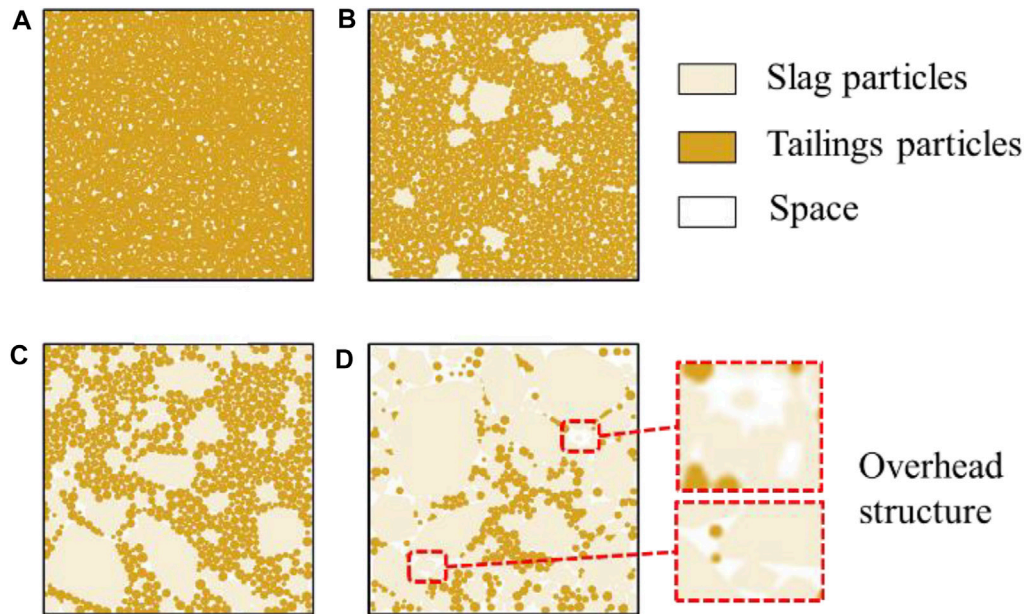 A
B
Slag particles
Tailings particles
Space
C
D
Overhead
structure